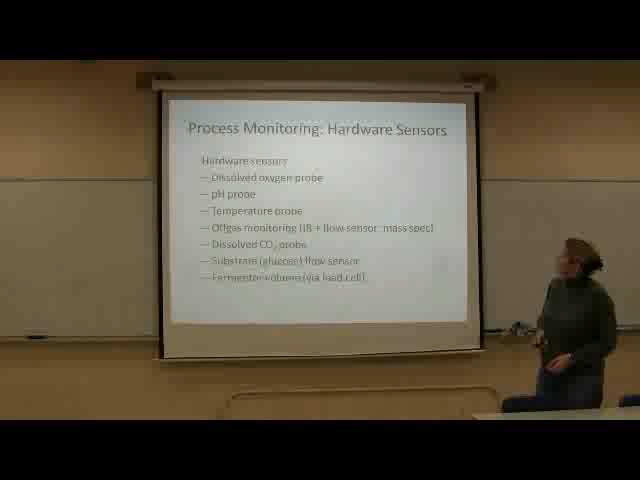 Process Monitoring: Hardware Sensors
Hardware sensors
— Dissolved oxygen probe
— pH probe
— Temperature probe
— Offgas monitoring (IR + flow sensor, mass spec)
— Dissolved CO₂ probe
— Substrate (glucose) flow sensor
— Fermentor volume (via load cell)